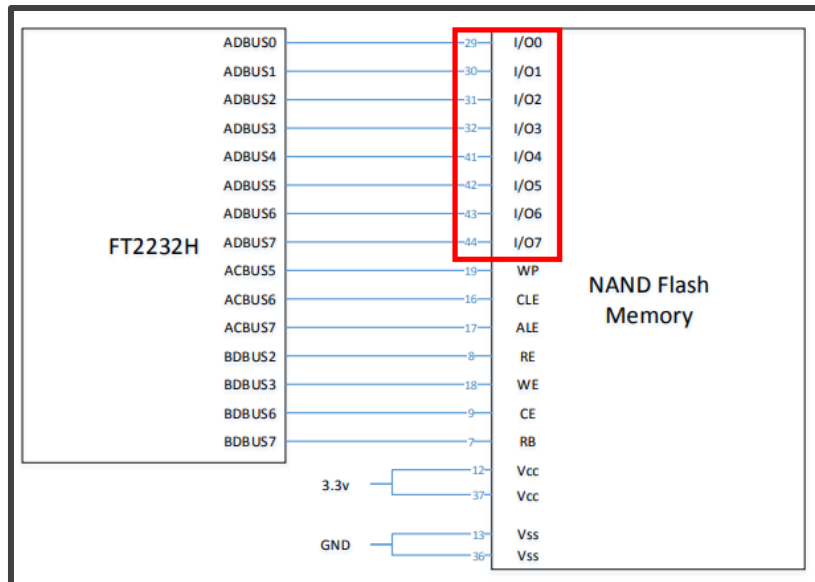 ADBUS0 29 I/O0
ADBUS1 30 I/O1
ADBUS2 31 I/O2
ADBUS3 32 I/O3
ADBUS4 41 I/O4
ADBUS5 42 I/O5
ADBUS6 43 I/O6
FT2232H ADBUS7 44 I/O7
ACBUS5 19 WP
NAND Flash
Memory
ACBUS6 16 CLE
ACBUS7 17 ALE
BDBUS2 8 RE
BDBUS3 18 WE
BDBUS6 9 CE
BDBUS7 7 RB
12 Vcc
3.3v
37 Vcc
13 Vss
GND
36 Vss